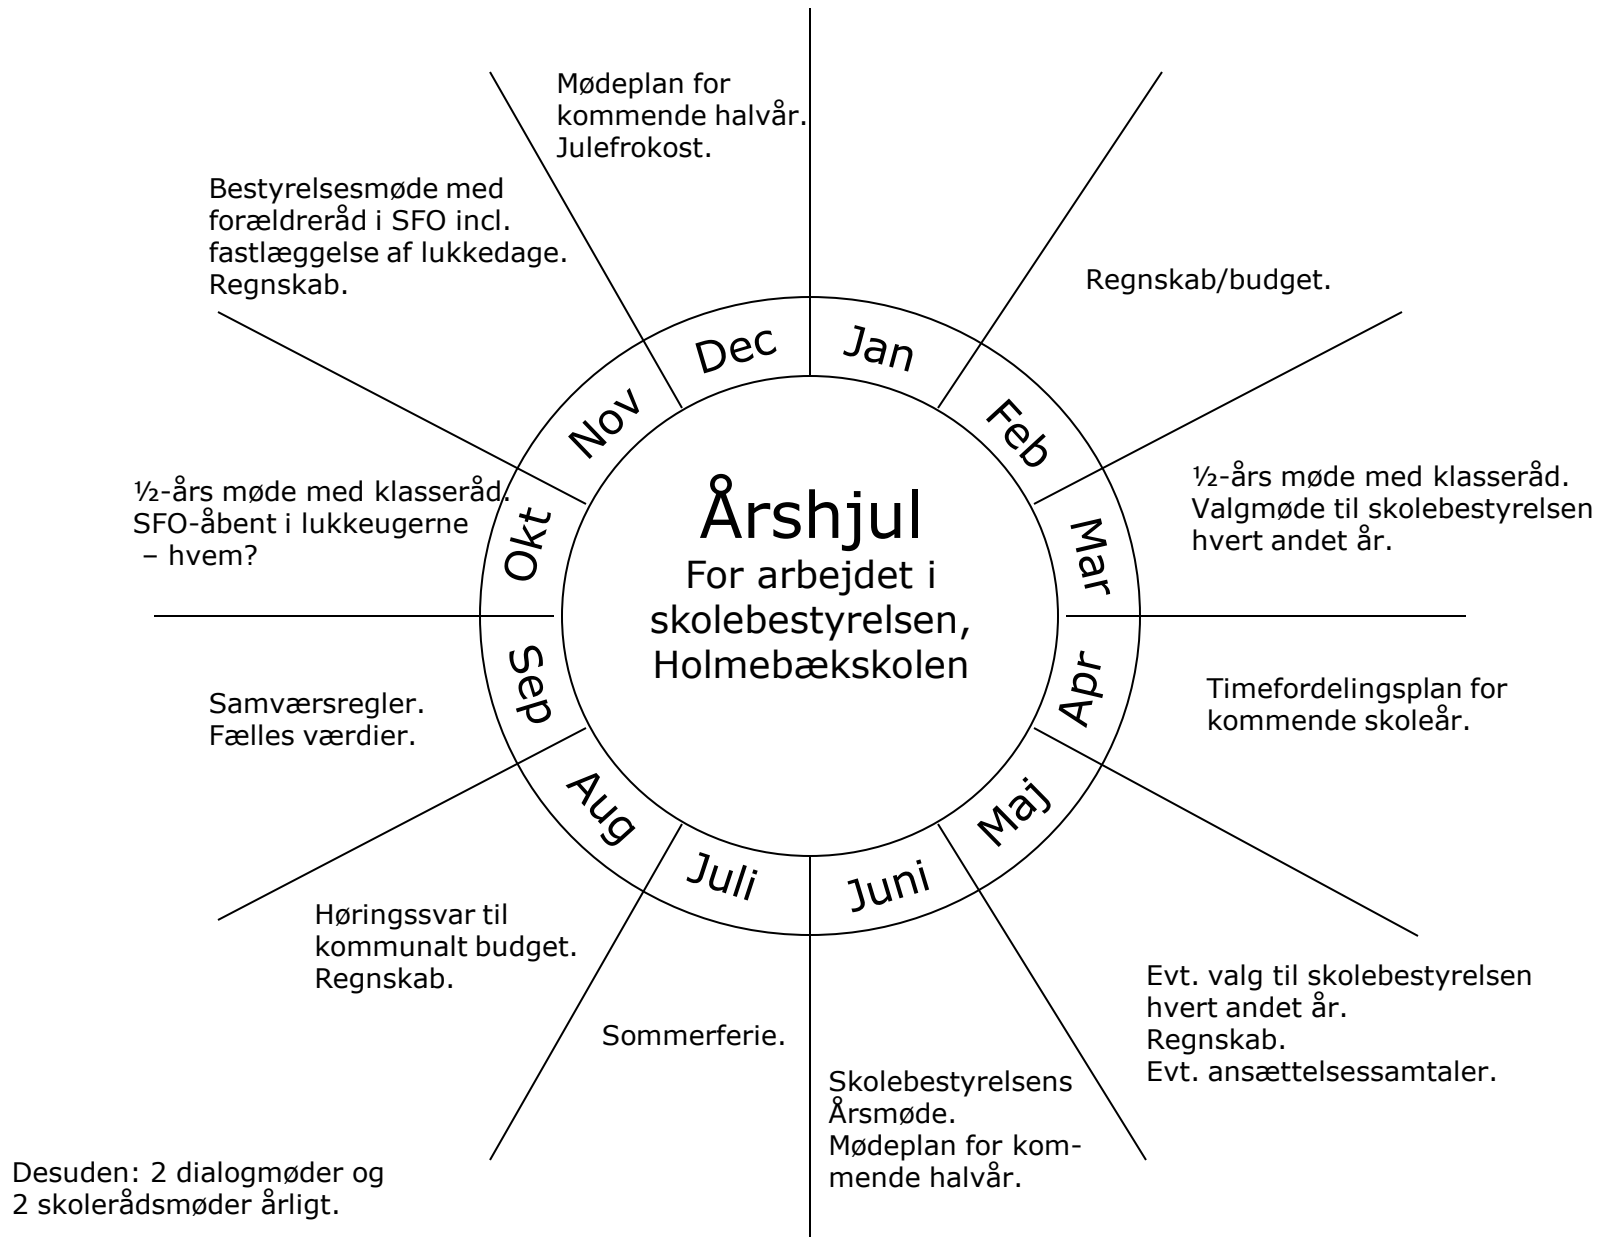 Årshjul
For arbejdet i
skolebestyrelsen,
Holmebækskolen
Jan
Feb
Regnskab/budget.
Mar
½-års møde med klasseråd.
Valgmøde til skolebestyrelsen
hvert andet år.
Apr
Timefordelingsplan for
kommende skoleår.
Maj
Evt. valg til skolebestyrelsen
hvert andet år.
Regnskab.
Evt. ansættelsessamtaler.
Juni
Skolebestyrelsens
Årsmøde.
Mødeplan for kom-
mende halvår.
Juli
Sommerferie.
Aug
Høringssvar til
kommunalt budget.
Regnskab.
Sep
Samværsregler.
Fælles værdier.
Okt
½-års møde med klasseråd.
SFO-åbent i lukkeugerne
– hvem?
Nov
Bestyrelsesmøde med
forældreråd i SFO incl.
fastlæggelse af lukkedage.
Regnskab.
Dec
Mødeplan for
kommende halvår.
Julefrokost.
Desuden: 2 dialogmøder og
2 skolerådsmøder årligt.